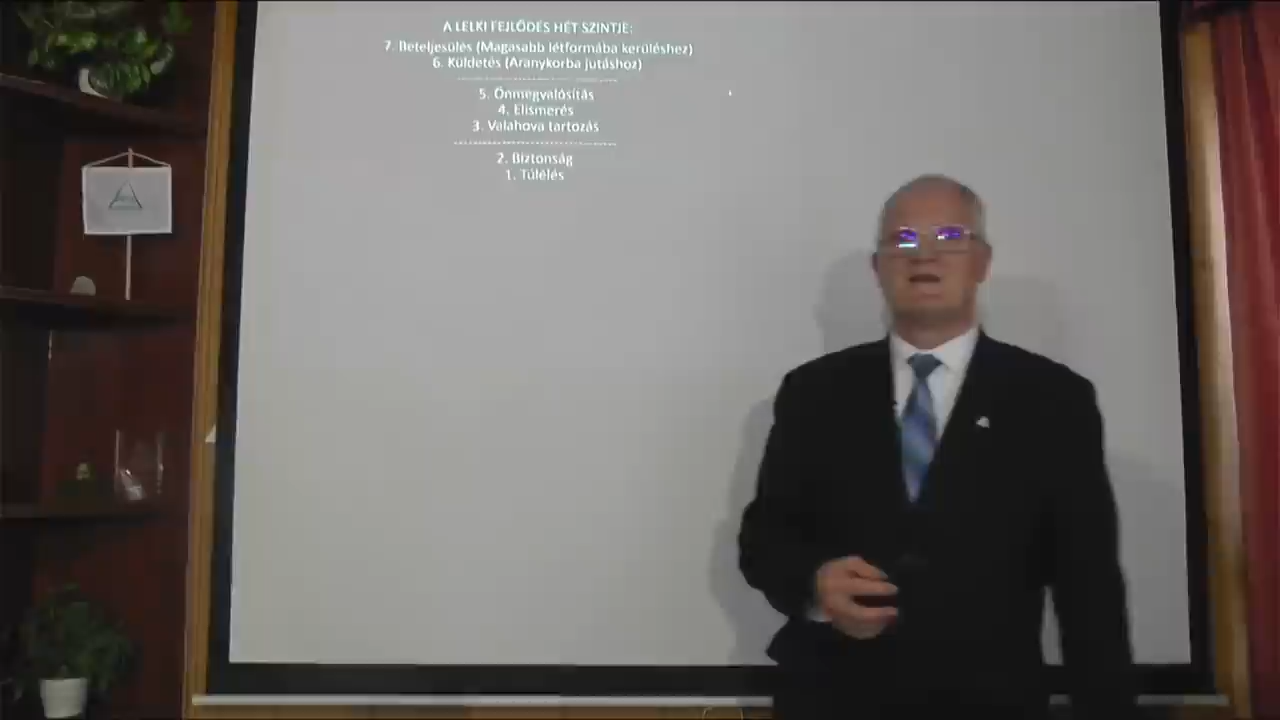 A LELKI FEJLŐDÉS HÉT SZINTJE:
7. Beteljesülés (Magasabb létformába kerüléshez)
6. Küldetés (Aranykorba jutáshoz)
5. Önmegvalósítás
4. Elismerés
3. Valahova tartozás
2. Biztonság
1. Túlélés